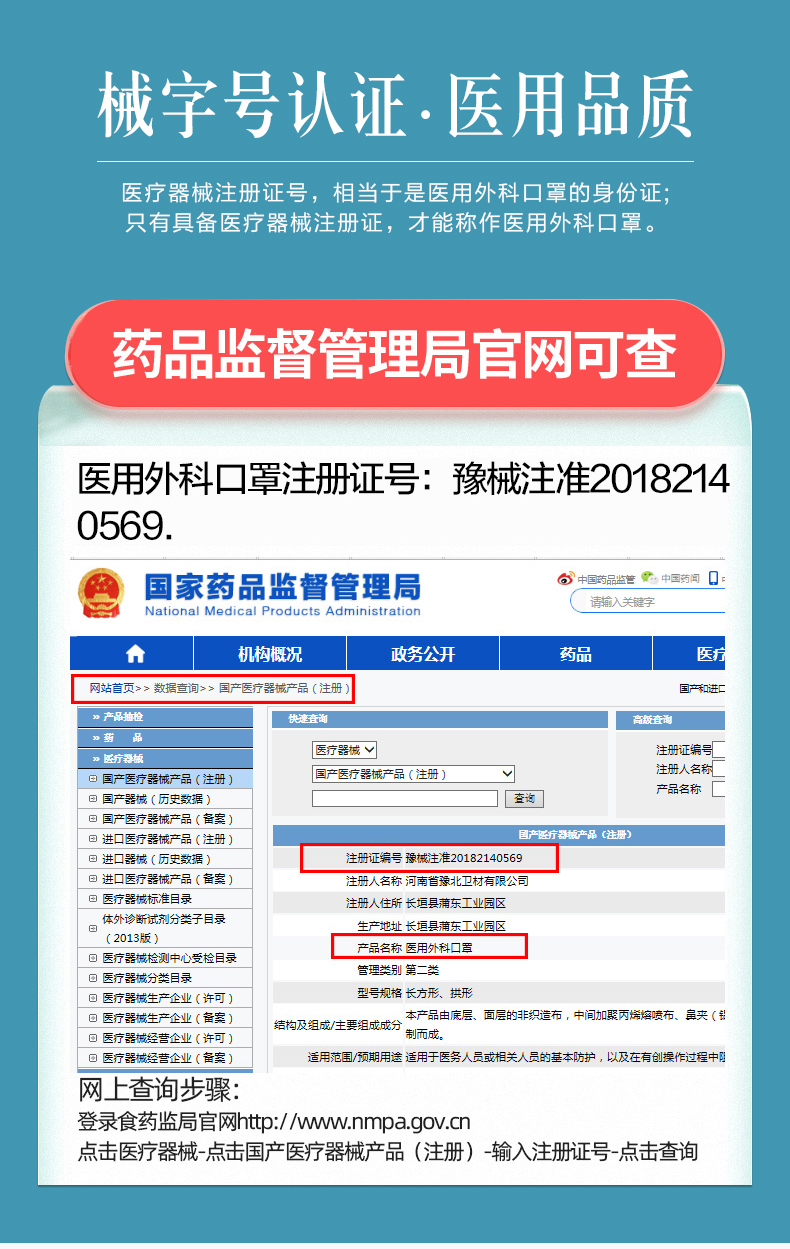 械字号认证·医用品质
医疗器械注册证号，相当于是医用外科口罩的身份证；
只有具备医疗器械注册证，才能称作医用外科口罩。
药品监督管理局官网可查
医用外科口罩注册证号：豫械注准2018214
0569.
国家药品监督管理局
National Medical Products Administration
中国药品监管 中国药闻
请输入关键字
机构概况 政务公开 药品 医疗
网站首页>> 数据查询>> 国产医疗器械产品（注册）
国产和进口
» 产品抽检
» 药 品
» 医疗器械
国产医疗器械产品（注册）
国产器械（历史数据）
国产医疗器械产品（备案）
进口医疗器械产品（注册）
进口器械（历史数据）
进口医疗器械产品（备案）
医疗器械标准目录
体外诊断试剂分类子目录
（2013版）
医疗器械检测中心受检目录
医疗器械分类目录
医疗器械生产企业（许可）
医疗器械生产企业（备案）
医疗器械经营企业（许可）
医疗器械经营企业（备案）
快速查询
医疗器械
国产医疗器械产品（注册）
查询
高级查询
注册证编号
注册人名称
产品名称
国产医疗器械产品（注册）
注册证编号 豫械注准20182140569
注册人名称 河南省豫北卫材有限公司
注册人住所 长垣县蒲东工业园区
生产地址 长垣县蒲东工业园区
产品名称 医用外科口罩
管理类别 第二类
型号规格 长方形、拱形
结构及组成/主要组成成分 本产品由底层、面层的非织造布，中间加聚丙烯熔喷布、鼻夹（铝
制而成。
适用范围/预期用途 适用于医务人员或相关人员的基本防护，以及在有创操作过程中阻
网上查询步骤：
登录食药监局官网http://www.nmpa.gov.cn
点击医疗器械-点击国产医疗器械产品（注册）-输入注册证号-点击查询